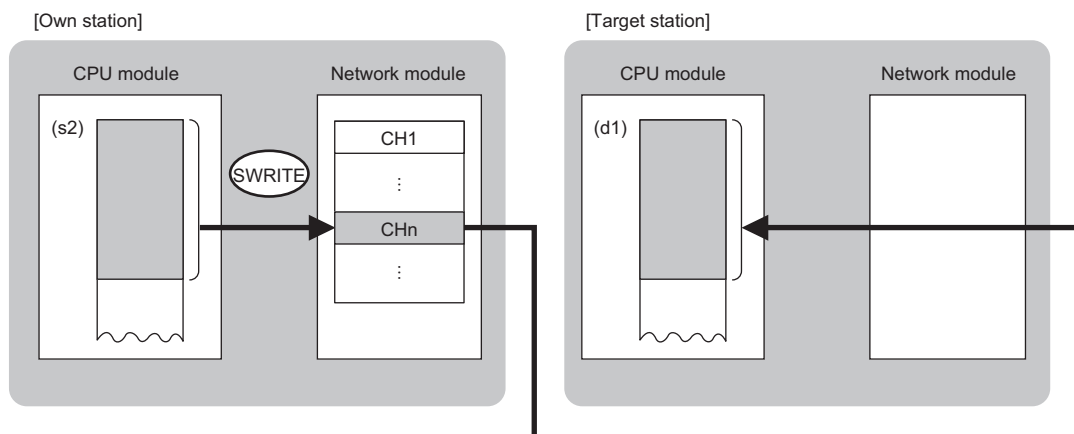 [Own station]
CPU module
Network module
(s2)
SWRITE
CH1
⋮
CHn
⋮
[Target station]
CPU module
Network module
(d1)